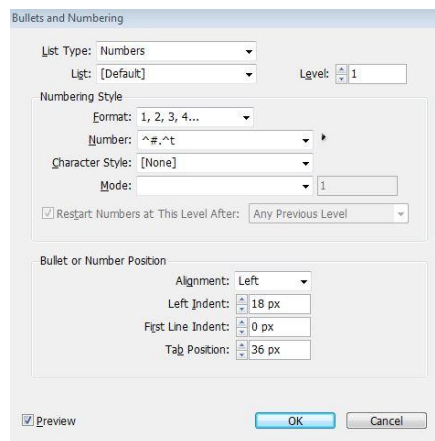 Bullets and Numbering
List Type: Numbers
List: [Default] Level: 1
Numbering Style
Format: 1, 2, 3, 4...
Number: ^#.^t
Character Style: [None]
Mode: 1
Restart Numbers at This Level After: Any Previous Level
Bullet or Number Position
Alignment: Left
Left Indent: 18 px
First Line Indent: 0 px
Tab Position: 36 px
Preview OK Cancel